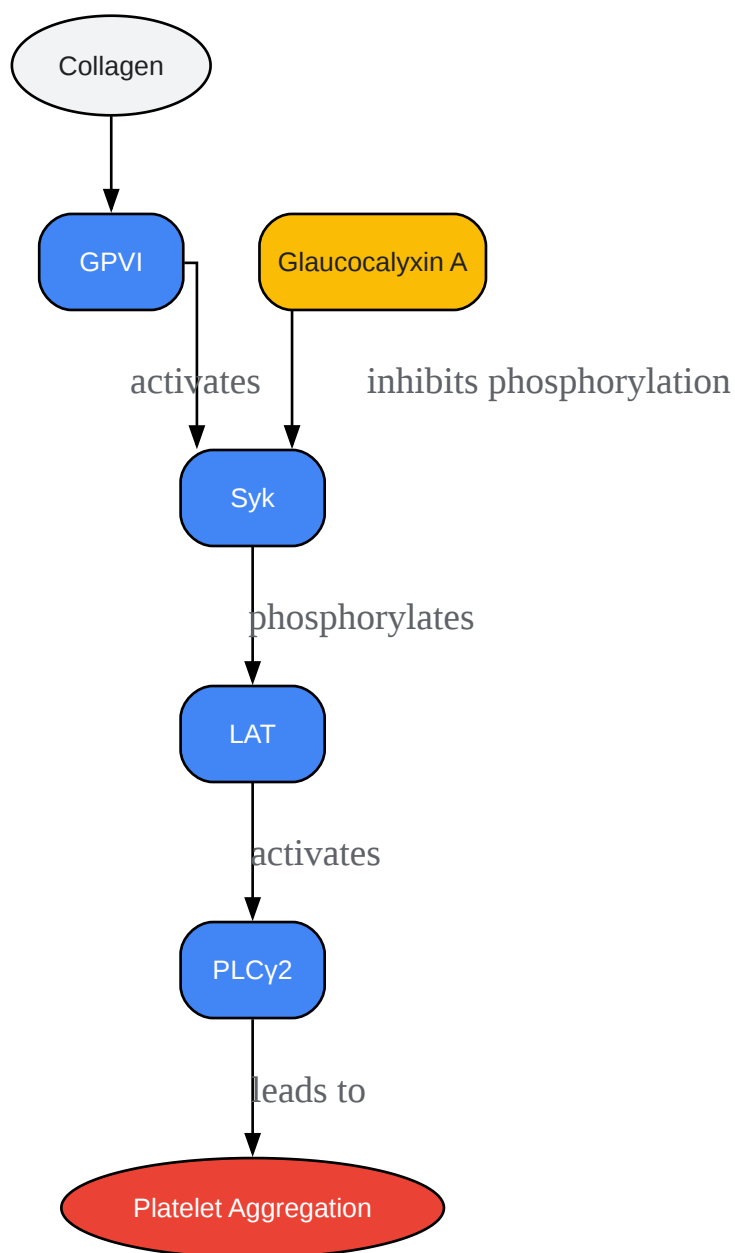 Collagen
GPVI
Glaucocalyxin A
activates
inhibits phosphorylation
Syk
phosphorylates
LAT
activates
PLCγ2
leads to
Platelet Aggregation